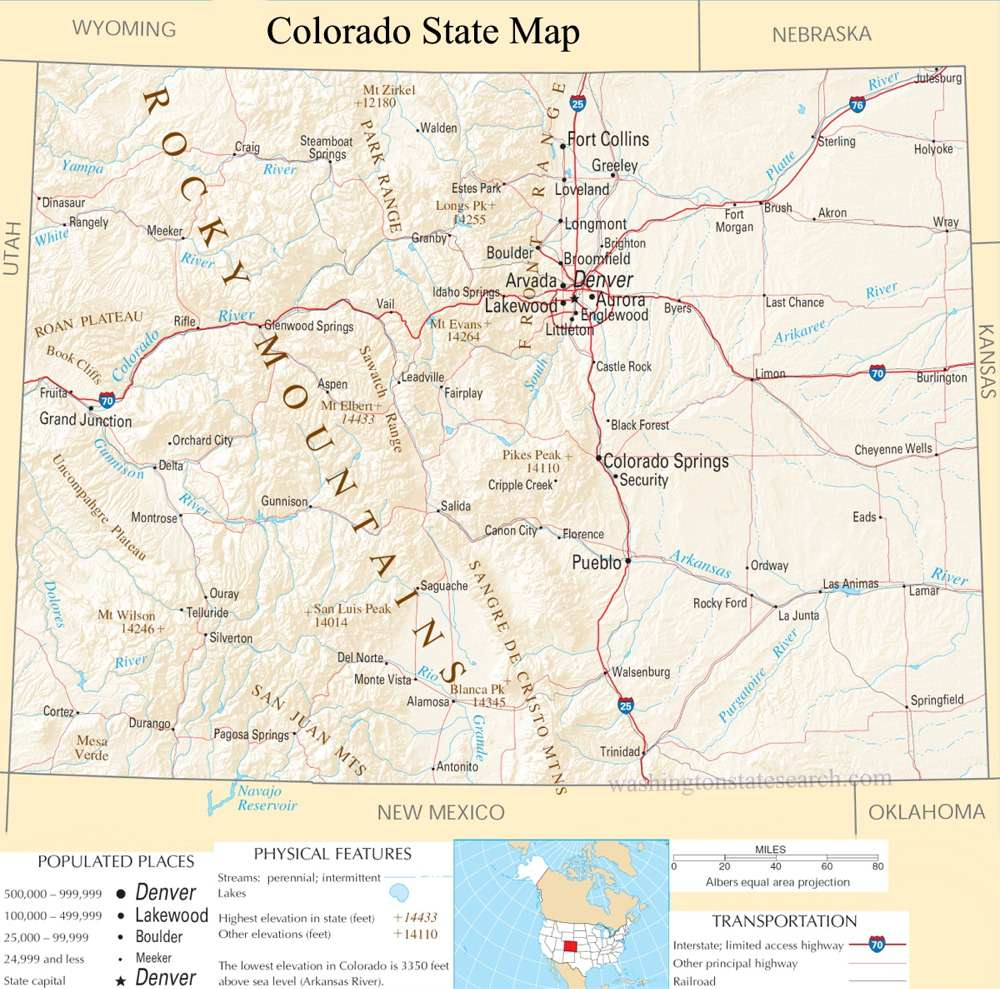 WYOMING
Colorado State Map
NEBRASKA
Julesburg
River
76
25
Mt Zirkel
+12180
Walden
Fort Collins
Sterling
Holyoke
Craig
Steamboat
Springs
Greeley
Platte
Yampa
River
PARK RANGE
Estes Park
Loveland
Dinasaur
Longs Pk+
14255
Brush
Fort
Morgan
Akron
Wray
Rangely
White
Meeker
Granby
Longmont
Brighton
River
Boulder
Broomfield
UTAH
ROCKY
FRONT RANGE
Arvada
Denver
Idaho Springs
Lakewood
Aurora
Englewood
Littleton
Byers
Last Chance
River
Arikaree
Vail
ROAN PLATEAU
Rifle
River
Glenwood Springs
Mt Evans+
14264
Colorado
Book Cliffs
KANSAS
Castle Rock
Limon
70
Burlington
Sawatch Range
Leadville
Fairplay
South
Aspen
Mt Elbert+
14433
Fruita
70
Grand Junction
MOUNTAINS
Black Forest
Orchard City
Cheyenne Wells
Gunnison
Delta
Pikes Peak +
14110
Colorado Springs
Cripple Creek
Security
Uncompahgre Plateau
River
Montrose
Gunnison
Salida
Canon City
Florence
Eads
Pueblo
Arkansas
Ordway
Las Animas
River
Lamar
Rocky Ford
La Junta
Dolores
Ouray
Saguache
Mt Wilson
14246+
Telluride
+San Luis Peak
14014
SANGRE DE CRISTO MTNS
Silverton
River
Del Norte
Monte Vista
Rio
Walsenburg
Purgatoire
River
Blanca Pk
+
14345
Alamosa
25
Springfield
Cortez
Durango
SAN JUAN MTS
Pagosa Springs
Grande
Mesa
Verde
Trinidad
Antonito
washingtonstatesearch.com
Navajo
Reservoir
NEW MEXICO
OKLAHOMA
POPULATED PLACES
500,000 – 999,999 Denver
100,000 – 499,999 Lakewood
25,000 – 99,999 Boulder
24,999 and less Meeker
State capital Denver
PHYSICAL FEATURES
Streams: perennial; intermittent
Lakes
Highest elevation in state (feet) +14433
Other elevations (feet) +14110
The lowest elevation in Colorado is 3350 feet
above sea level (Arkansas River).
MILES
0 20 40 60 80
Albers equal area projection
TRANSPORTATION
Interstate; limited access highway 70
Other principal highway
Railroad